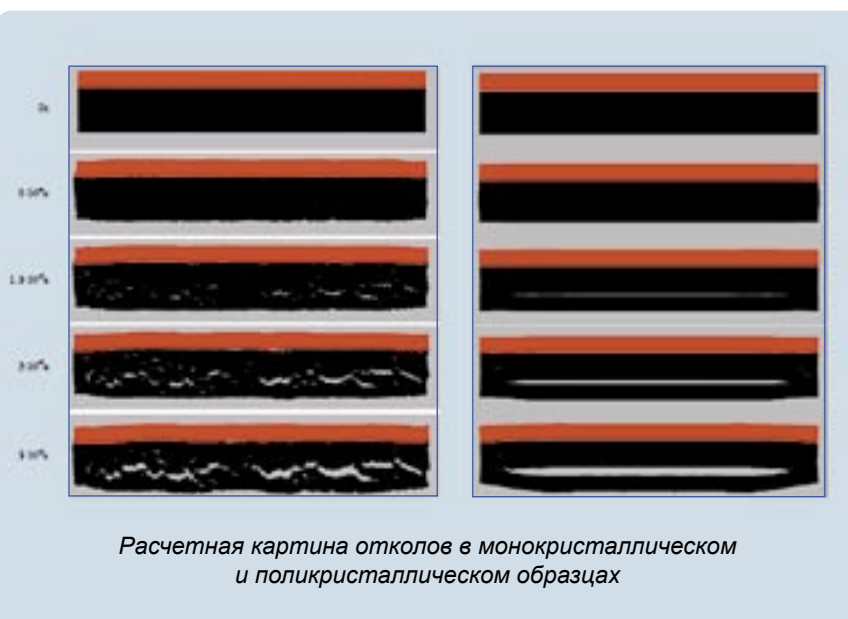 Расчетная картина отколов в монокристаллическом
и поликристаллическом образцах